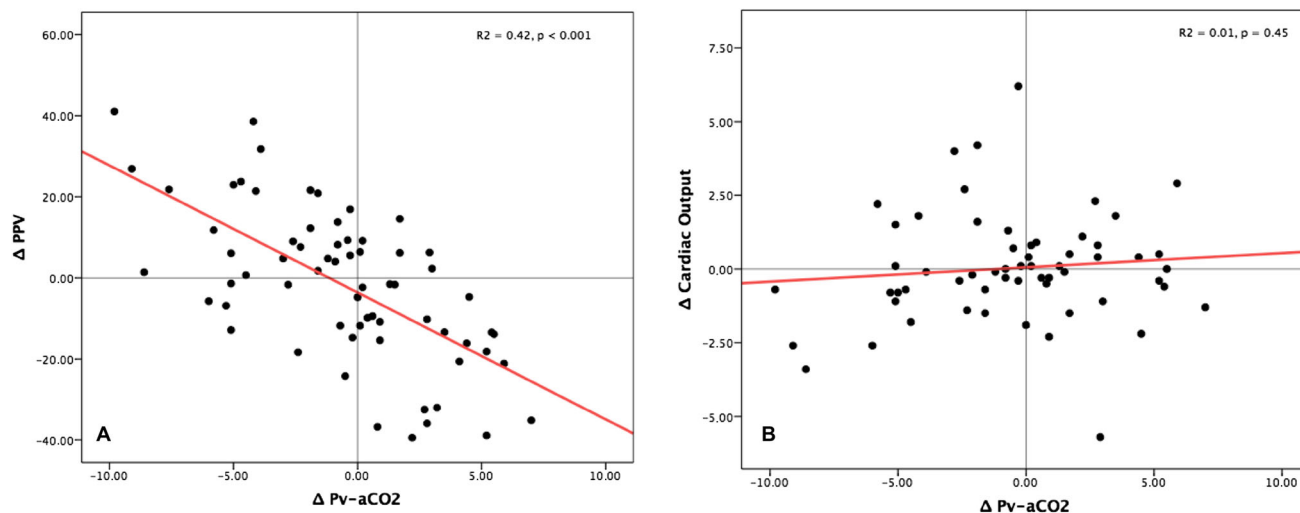 R2 = 0.42, p < 0.001
60.00
40.00
20.00
0.00
−20.00
−40.00
Δ PPV
A
−10.00 −5.00 0.00 5.00 10.00
Δ Pv-aCO2
R2 = 0.01, p = 0.45
7.50
5.00
2.50
0.00
−2.50
−5.00
Δ Cardiac Output
B
−10.00 −5.00 0.00 5.00 10.00
Δ Pv-aCO2